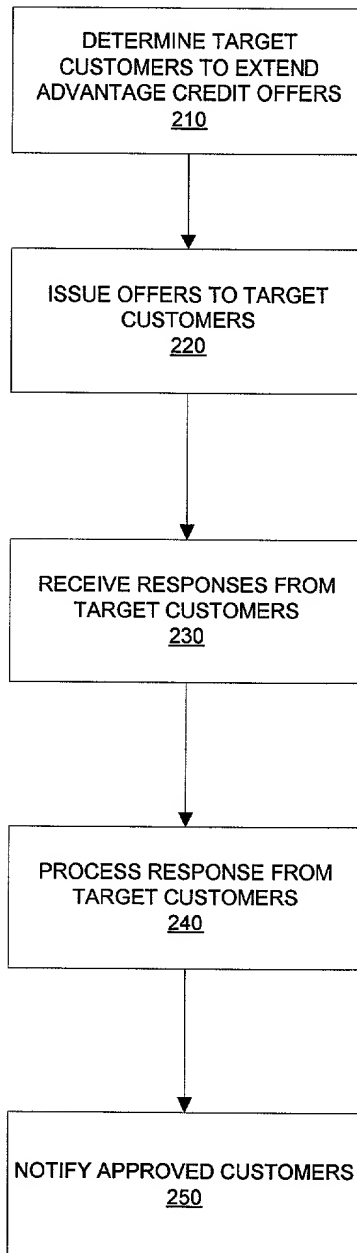 DETERMINE TARGET
CUSTOMERS TO EXTEND
ADVANTAGE CREDIT OFFERS
210
ISSUE OFFERS TO TARGET
CUSTOMERS
220
RECEIVE RESPONSES FROM
TARGET CUSTOMERS
230
PROCESS RESPONSE FROM
TARGET CUSTOMERS
240
NOTIFY APPROVED CUSTOMERS
250